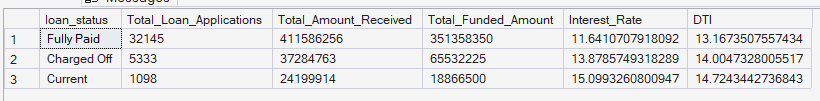 loan_status Total_Loan_Applications Total_Amount_Received Total_Funded_Amount Interest_Rate DTI
1 Fully Paid 32145 411586256 351358350 11.6410707918092 13.1673507557434
2 Charged Off 5333 37284763 65532225 13.8785749318289 14.0047328005517
3 Current 1098 24199914 18866500 15.0993260800947 14.7243442736843